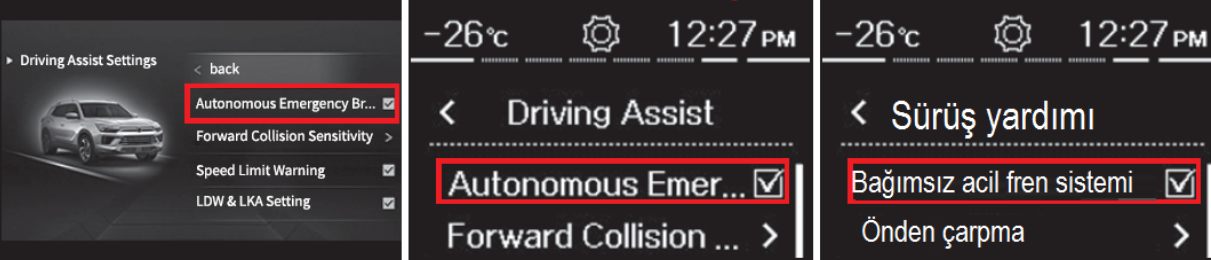 Driving Assist Settings
< back
Autonomous Emergency Br...
Forward Collision Sensitivity >
Speed Limit Warning
LDW & LKA Setting
-26°c 12:27 PM
< Driving Assist
Autonomous Emer...
Forward Collision ... >
-26°c 12:27 PM
< Sürüş yardımı
Bağımsız acil fren sistemi
Önden çarpma >